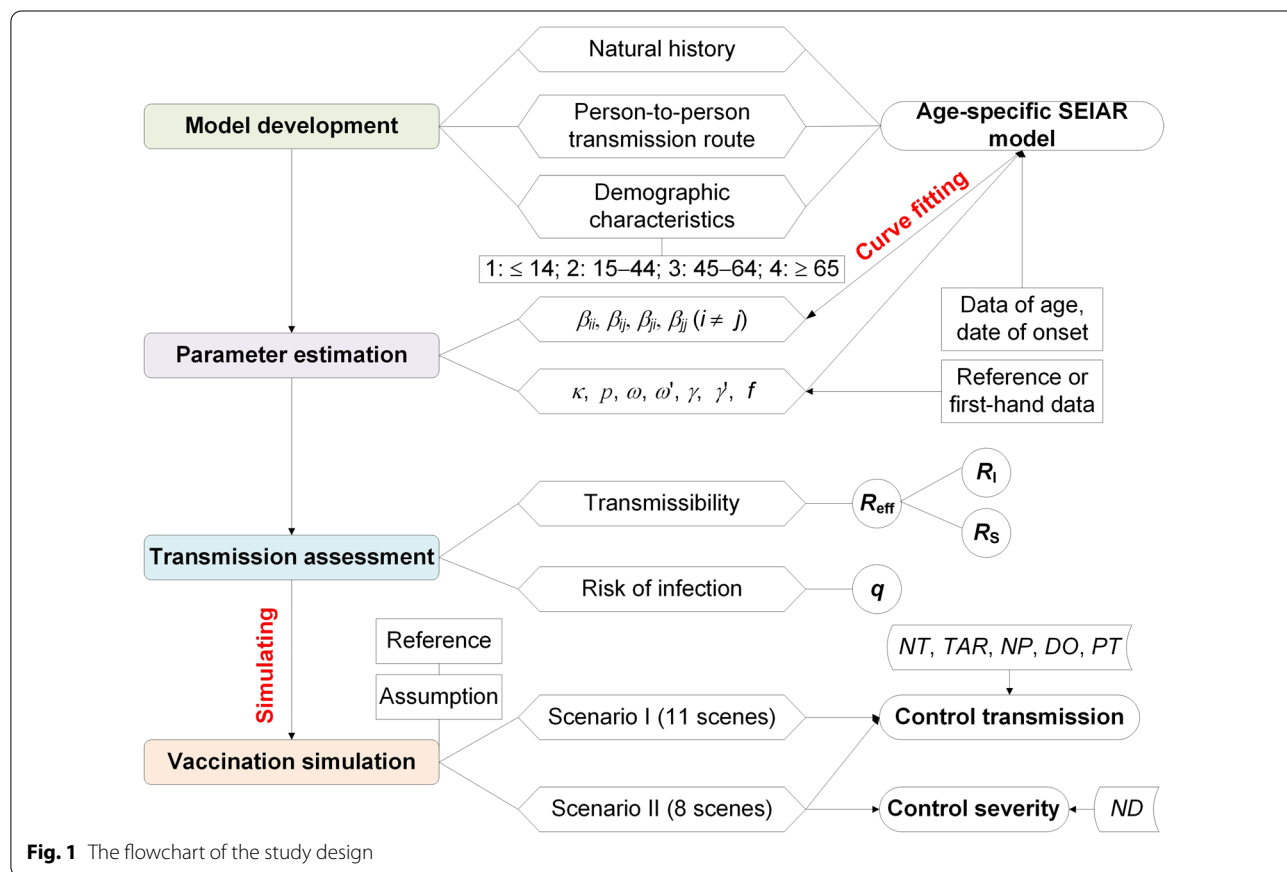 Natural history
Model development
Person-to-person
transmission route
Age-specific SEIAR
model
Demographic
characteristics
Curve fitting
1: ≤ 14; 2: 15–44; 3: 45–64; 4: ≥ 65
Data of age,
date of onset
βii, βij, βji, βjj (i ≠ j)
Parameter estimation
Reference or
first-hand data
κ, p, ω, ω', γ, γ', f
RI
Transmissibility
Reff
RS
Transmission assessment
Risk of infection
q
Simulating
Reference
NT, TAR, NP, DO, PT
Assumption
Scenario I (11 scenes)
Control transmission
Vaccination simulation
Scenario II (8 scenes)
Control severity
ND
Fig. 1 The flowchart of the study design